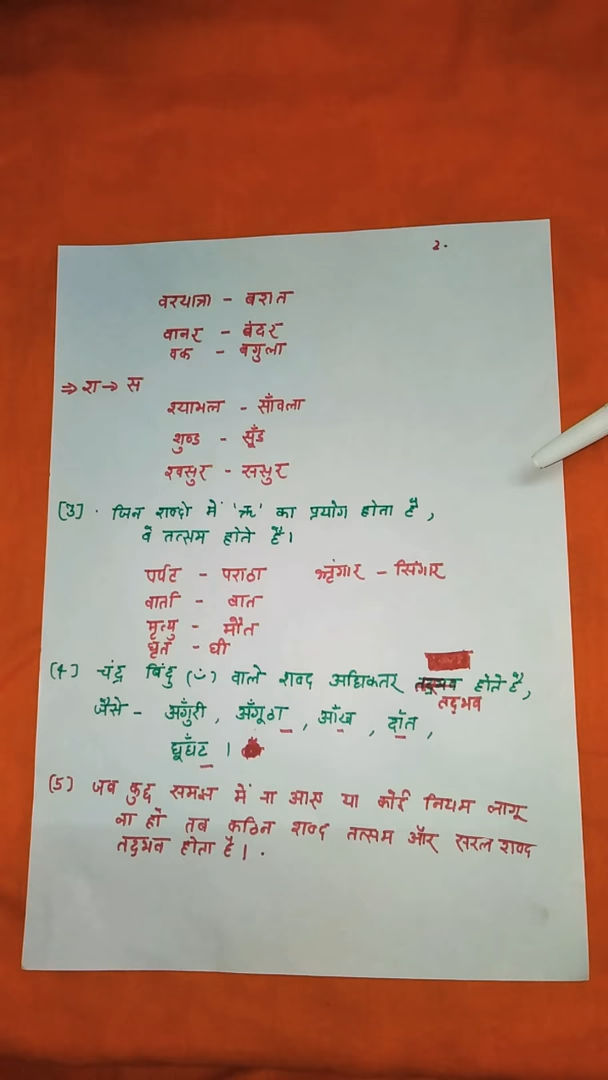 2.
वरयात्रा - बरात
वानर - बंदर
वक - बगुला
⇒ श → स
श्यामल - साँवला
शुण्ड - सूँड
श्वसुर - ससुर
(3) . जिन शब्दो में 'ऋ' का प्रयोग होता है,
वे तत्सम होते है।
पर्पट - पराठा श्रृंगार - सिंगार
वार्ता - बात
मृत्यु - मौत
घृत - घी
(4) चंद्र बिंदु (ँ) वाले शब्द अधिकतर तद्भव होते है,
तद्भव
जैसे - अँगुरी, अँगूठा, आँख, दाँत,
घूँघट ।
(5) जब कुछ समझ में ना आए या कोई नियम लागू
ना हो तब कठिन शब्द तत्सम और सरल शब्द
तद्भव होता है।.